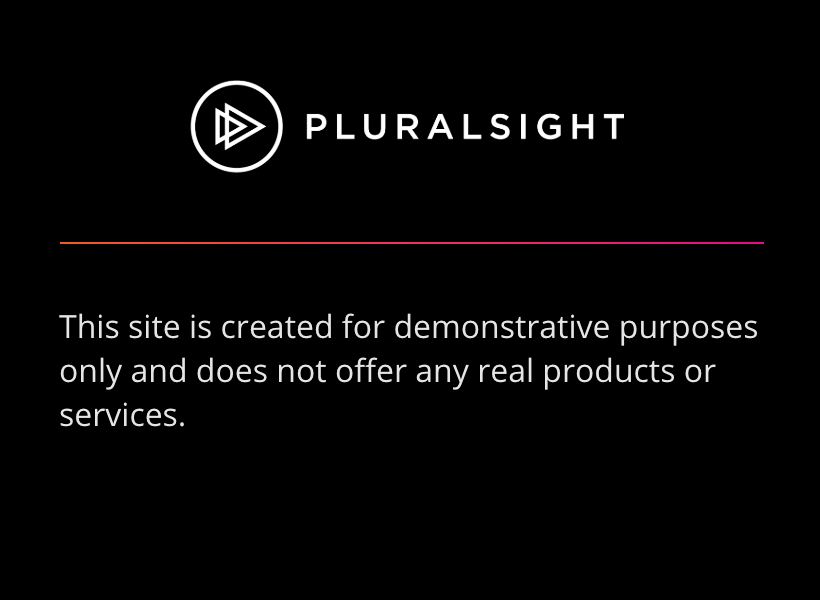 PLURALSIGHT
This site is created for demonstrative purposes
only and does not offer any real products or
services.